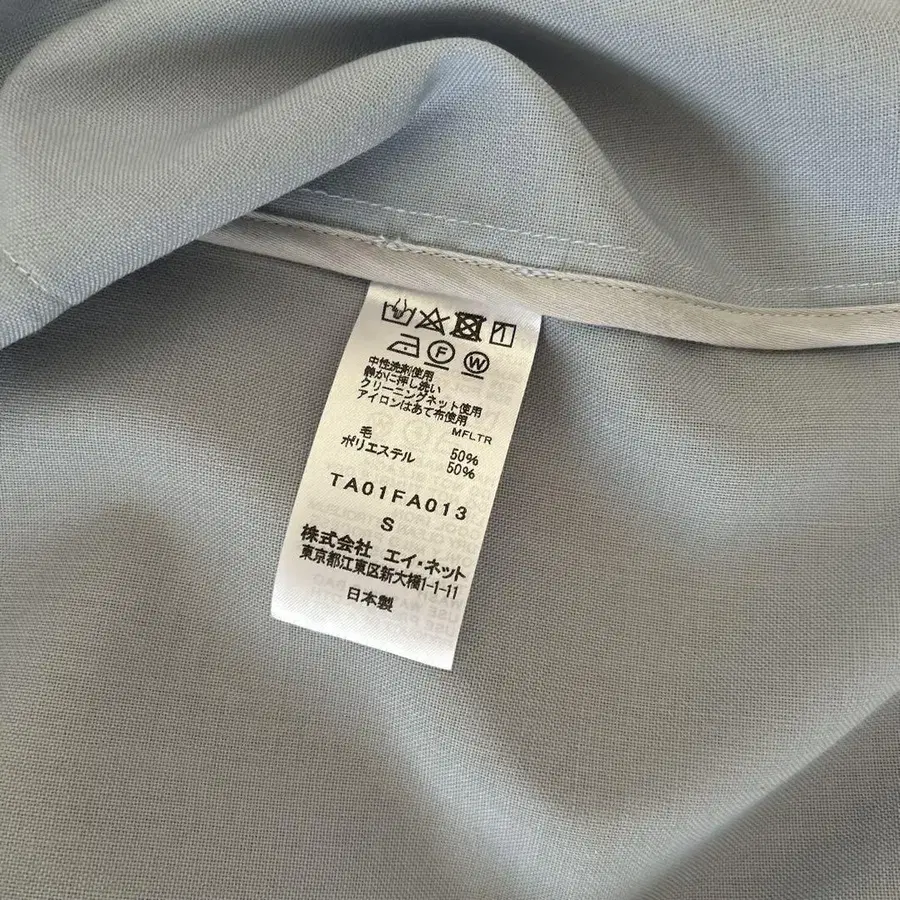 F W
中性洗剤使用
静かに押し洗い
クリーニングネット使用
アイロンはあて布使用
MFLTR
毛 50%
ポリエステル 50%
TA01FA013
S
株式会社 エイ・ネット
東京都江東区新大橋1-1-11
日本製